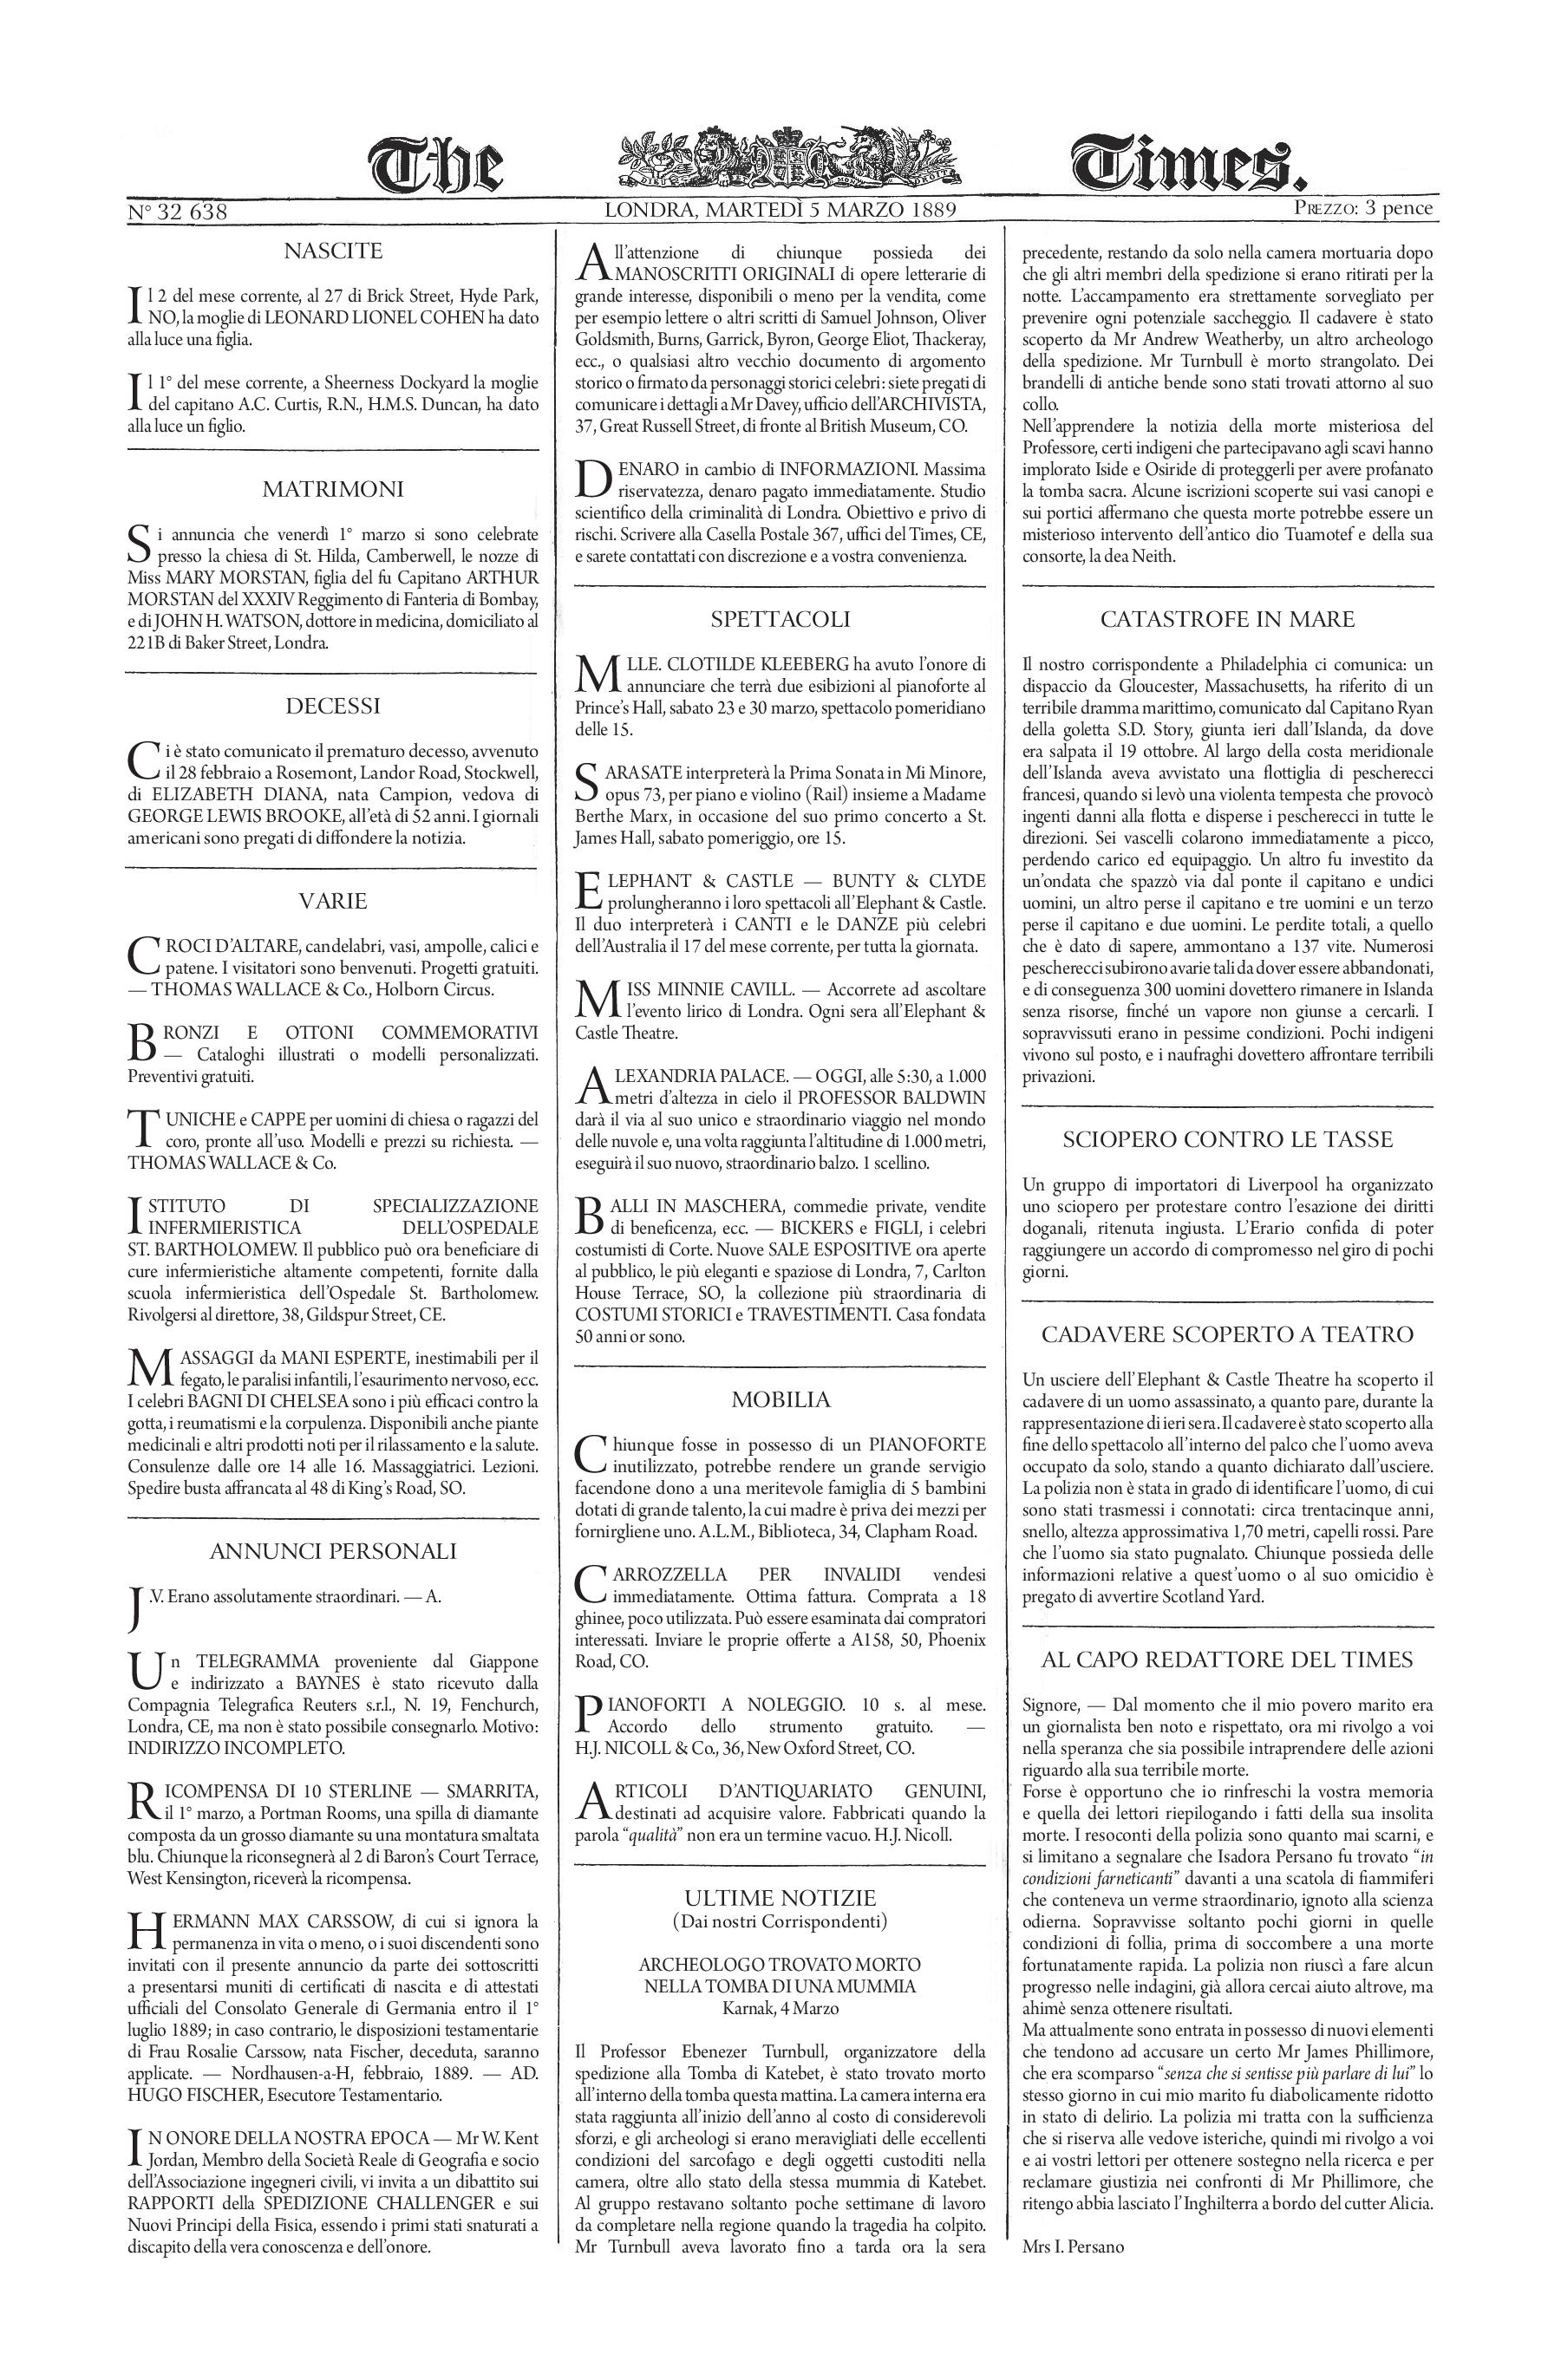 The Times.
N° 32 638
LONDRA, MARTEDÌ 5 MARZO 1889
PREZZO: 3 pence
NASCITE
Il 2 del mese corrente, al 27 di Brick Street, Hyde Park,
NO, la moglie di LEONARD LIONEL COHEN ha dato
alla luce una figlia.
Il 1° del mese corrente, a Sheerness Dockyard la moglie
del capitano A.C. Curtis, R.N., H.M.S. Duncan, ha dato
alla luce un figlio.
MATRIMONI
Si annuncia che venerdì 1° marzo si sono celebrate
presso la chiesa di St. Hilda, Camberwell, le nozze di
Miss MARY MORSTAN, figlia del fu Capitano ARTHUR
MORSTAN del XXXIV Reggimento di Fanteria di Bombay,
e di JOHN H. WATSON, dottore in medicina, domiciliato al
221B di Baker Street, Londra.
DECESSI
Ci è stato comunicato il prematuro decesso, avvenuto
il 28 febbraio a Rosemont, Landor Road, Stockwell,
di ELIZABETH DIANA, nata Campion, vedova di
GEORGE LEWIS BROOKE, all'età di 52 anni. I giornali
americani sono pregati di diffondere la notizia.
VARIE
CROCI D'ALTARE, candelabri, vasi, ampolle, calici e
patene. I visitatori sono benvenuti. Progetti gratuiti.
— THOMAS WALLACE & Co., Holborn Circus.
BRONZI E OTTONI COMMEMORATIVI
— Cataloghi illustrati o modelli personalizzati.
Preventivi gratuiti.
TUNICHE e CAPPE per uomini di chiesa o ragazzi del
coro, pronte all'uso. Modelli e prezzi su richiesta. —
THOMAS WALLACE & Co.
ISTITUTO DI SPECIALIZZAZIONE
INFERMIERISTICA DELL'OSPEDALE
ST. BARTHOLOMEW. Il pubblico può ora beneficiare di
cure infermieristiche altamente competenti, fornite dalla
scuola infermieristica dell'Ospedale St. Bartholomew.
Rivolgersi al direttore, 38, Gildspur Street, CE.
MASSAGGI da MANI ESPERTE, inestimabili per il
fegato, le paralisi infantili, l'esaurimento nervoso, ecc.
I celebri BAGNI DI CHELSEA sono i più efficaci contro la
gotta, i reumatismi e la corpulenza. Disponibili anche piante
medicinali e altri prodotti noti per il rilassamento e la salute.
Consulenze dalle ore 14 alle 16. Massaggiatrici. Lezioni.
Spedire busta affrancata al 48 di King's Road, SO.
ANNUNCI PERSONALI
J.V. Erano assolutamente straordinari. — A.
Un TELEGRAMMA proveniente dal Giappone
e indirizzato a BAYNES è stato ricevuto dalla
Compagnia Telegrafica Reuters s.r.l., N. 19, Fenchurch,
Londra, CE, ma non è stato possibile consegnarlo. Motivo:
INDIRIZZO INCOMPLETO.
RICOMPENSA DI 10 STERLINE — SMARRITA,
il 1° marzo, a Portman Rooms, una spilla di diamante
composta da un grosso diamante su una montatura smaltata
blu. Chiunque la riconsegnerà al 2 di Baron's Court Terrace,
West Kensington, riceverà la ricompensa.
HERMANN MAX CARSSOW, di cui si ignora la
permanenza in vita o meno, o i suoi discendenti sono
invitati con il presente annuncio da parte dei sottoscritti
a presentarsi muniti di certificati di nascita e di attestati
ufficiali del Consolato Generale di Germania entro il 1°
luglio 1889; in caso contrario, le disposizioni testamentarie
di Frau Rosalie Carssow, nata Fischer, deceduta, saranno
applicate. — Nordhausen-a-H, febbraio, 1889. — AD.
HUGO FISCHER, Esecutore Testamentario.
IN ONORE DELLA NOSTRA EPOCA — Mr W. Kent
Jordan, Membro della Società Reale di Geografia e socio
dell'Associazione ingegneri civili, vi invita a un dibattito sui
RAPPORTI della SPEDIZIONE CHALLENGER e sui
Nuovi Principi della Fisica, essendo i primi stati snaturati a
discapito della vera conoscenza e dell'onore.
All'attenzione di chiunque possieda dei
MANOSCRITTI ORIGINALI di opere letterarie di
grande interesse, disponibili o meno per la vendita, come
per esempio lettere o altri scritti di Samuel Johnson, Oliver
Goldsmith, Burns, Garrick, Byron, George Eliot, Thackeray,
ecc., o qualsiasi altro vecchio documento di argomento
storico o firmato da personaggi storici celebri: siete pregati di
comunicare i dettagli a Mr Davey, ufficio dell'ARCHIVISTA,
37, Great Russell Street, di fronte al British Museum, CO.
DENARO in cambio di INFORMAZIONI. Massima
riservatezza, denaro pagato immediatamente. Studio
scientifico della criminalità di Londra. Obiettivo e privo di
rischi. Scrivere alla Casella Postale 367, uffici del Times, CE,
e sarete contattati con discrezione e a vostra convenienza.
SPETTACOLI
MLLE. CLOTILDE KLEEBERG ha avuto l'onore di
annunciare che terrà due esibizioni al pianoforte al
Prince's Hall, sabato 23 e 30 marzo, spettacolo pomeridiano
delle 15.
SARASATE interpreterà la Prima Sonata in Mi Minore,
opus 73, per piano e violino (Rail) insieme a Madame
Berthe Marx, in occasione del suo primo concerto a St.
James Hall, sabato pomeriggio, ore 15.
ELEPHANT & CASTLE — BUNTY & CLYDE
prolungheranno i loro spettacoli all'Elephant & Castle.
Il duo interpreterà i CANTI e le DANZE più celebri
dell'Australia il 17 del mese corrente, per tutta la giornata.
MISS MINNIE CAVILL. — Accorrete ad ascoltare
l'evento lirico di Londra. Ogni sera all'Elephant &
Castle Theatre.
ALEXANDRIA PALACE. — OGGI, alle 5:30, a 1.000
metri d'altezza in cielo il PROFESSOR BALDWIN
darà il via al suo unico e straordinario viaggio nel mondo
delle nuvole e, una volta raggiunta l'altitudine di 1.000 metri,
eseguirà il suo nuovo, straordinario balzo. 1 scellino.
BALLI IN MASCHERA, commedie private, vendite
di beneficenza, ecc. — BICKERS e FIGLI, i celebri
costumisti di Corte. Nuove SALE ESPOSITIVE ora aperte
al pubblico, le più eleganti e spaziose di Londra, 7, Carlton
House Terrace, SO, la collezione più straordinaria di
COSTUMI STORICI e TRAVESTIMENTI. Casa fondata
50 anni or sono.
MOBILIA
Chiunque fosse in possesso di un PIANOFORTE
inutilizzato, potrebbe rendere un grande servigio
facendone dono a una meritevole famiglia di 5 bambini
dotati di grande talento, la cui madre è priva dei mezzi per
fornirgliene uno. A.L.M., Biblioteca, 34, Clapham Road.
CARROZZELLA PER INVALIDI vendesi
immediatamente. Ottima fattura. Comprata a 18
ghinee, poco utilizzata. Può essere esaminata dai compratori
interessati. Inviare le proprie offerte a A158, 50, Phoenix
Road, CO.
PIANOFORTI A NOLEGGIO. 10 s. al mese.
Accordo dello strumento gratuito. —
H.J. NICOLL & Co., 36, New Oxford Street, CO.
ARTICOLI D'ANTIQUARIATO GENUINI,
destinati ad acquisire valore. Fabbricati quando la
parola “qualità” non era un termine vacuo. H.J. Nicoll.
ULTIME NOTIZIE
(Dai nostri Corrispondenti)
ARCHEOLOGO TROVATO MORTO
NELLA TOMBA DI UNA MUMMIA
Karnak, 4 Marzo
Il Professor Ebenezer Turnbull, organizzatore della
spedizione alla Tomba di Katebet, è stato trovato morto
all'interno della tomba questa mattina. La camera interna era
stata raggiunta all'inizio dell'anno al costo di considerevoli
sforzi, e gli archeologi si erano meravigliati delle eccellenti
condizioni del sarcofago e degli oggetti custoditi nella
camera, oltre allo stato della stessa mummia di Katebet.
Al gruppo restavano soltanto poche settimane di lavoro
da completare nella regione quando la tragedia ha colpito.
Mr Turnbull aveva lavorato fino a tarda ora la sera
precedente, restando da solo nella camera mortuaria dopo
che gli altri membri della spedizione si erano ritirati per la
notte. L'accampamento era strettamente sorvegliato per
prevenire ogni potenziale saccheggio. Il cadavere è stato
scoperto da Mr Andrew Weatherby, un altro archeologo
della spedizione. Mr Turnbull è morto strangolato. Dei
brandelli di antiche bende sono stati trovati attorno al suo
collo.
Nell'apprendere la notizia della morte misteriosa del
Professore, certi indigeni che partecipavano agli scavi hanno
implorato Iside e Osiride di proteggerli per avere profanato
la tomba sacra. Alcune iscrizioni scoperte sui vasi canopi e
sui portici affermano che questa morte potrebbe essere un
misterioso intervento dell'antico dio Tuamotef e della sua
consorte, la dea Neith.
CATASTROFE IN MARE
Il nostro corrispondente a Philadelphia ci comunica: un
dispaccio da Gloucester, Massachusetts, ha riferito di un
terribile dramma marittimo, comunicato dal Capitano Ryan
della goletta S.D. Story, giunta ieri dall'Islanda, da dove
era salpata il 19 ottobre. Al largo della costa meridionale
dell'Islanda aveva avvistato una flottiglia di pescherecci
francesi, quando si levò una violenta tempesta che provocò
ingenti danni alla flotta e disperse i pescherecci in tutte le
direzioni. Sei vascelli colarono immediatamente a picco,
perdendo carico ed equipaggio. Un altro fu investito da
un'ondata che spazzò via dal ponte il capitano e undici
uomini, un altro perse il capitano e tre uomini e un terzo
perse il capitano e due uomini. Le perdite totali, a quello
che è dato di sapere, ammontano a 137 vite. Numerosi
pescherecci subirono avarie tali da dover essere abbandonati,
e di conseguenza 300 uomini dovettero rimanere in Islanda
senza risorse, finché un vapore non giunse a cercarli. I
sopravvissuti erano in pessime condizioni. Pochi indigeni
vivono sul posto, e i naufraghi dovettero affrontare terribili
privazioni.
SCIOPERO CONTRO LE TASSE
Un gruppo di importatori di Liverpool ha organizzato
uno sciopero per protestare contro l'esazione dei diritti
doganali, ritenuta ingiusta. L'Erario confida di poter
raggiungere un accordo di compromesso nel giro di pochi
giorni.
CADAVERE SCOPERTO A TEATRO
Un usciere dell'Elephant & Castle Theatre ha scoperto il
cadavere di un uomo assassinato, a quanto pare, durante la
rappresentazione di ieri sera. Il cadavere è stato scoperto alla
fine dello spettacolo all'interno del palco che l'uomo aveva
occupato da solo, stando a quanto dichiarato dall'usciere.
La polizia non è stata in grado di identificare l'uomo, di cui
sono stati trasmessi i connotati: circa trentacinque anni,
snello, altezza approssimativa 1,70 metri, capelli rossi. Pare
che l'uomo sia stato pugnalato. Chiunque possieda delle
informazioni relative a quest'uomo o al suo omicidio è
pregato di avvertire Scotland Yard.
AL CAPO REDATTORE DEL TIMES
Signore, — Dal momento che il mio povero marito era
un giornalista ben noto e rispettato, ora mi rivolgo a voi
nella speranza che sia possibile intraprendere delle azioni
riguardo alla sua terribile morte.
Forse è opportuno che io rinfreschi la vostra memoria
e quella dei lettori riepilogando i fatti della sua insolita
morte. I resoconti della polizia sono quanto mai scarni, e
si limitano a segnalare che Isadora Persano fu trovato “in
condizioni farneticanti” davanti a una scatola di fiammiferi
che conteneva un verme straordinario, ignoto alla scienza
odierna. Sopravvisse soltanto pochi giorni in quelle
condizioni di follia, prima di soccombere a una morte
fortunatamente rapida. La polizia non riuscì a fare alcun
progresso nelle indagini, già allora cercai aiuto altrove, ma
ahimè senza ottenere risultati.
Ma attualmente sono entrata in possesso di nuovi elementi
che tendono ad accusare un certo Mr James Phillimore,
che era scomparso “senza che si sentisse più parlare di lui” lo
stesso giorno in cui mio marito fu diabolicamente ridotto
in stato di delirio. La polizia mi tratta con la sufficienza
che si riserva alle vedove isteriche, quindi mi rivolgo a voi
e ai vostri lettori per ottenere sostegno nella ricerca e per
reclamare giustizia nei confronti di Mr Phillimore, che
ritengo abbia lasciato l'Inghilterra a bordo del cutter Alicia.
Mrs I. Persano